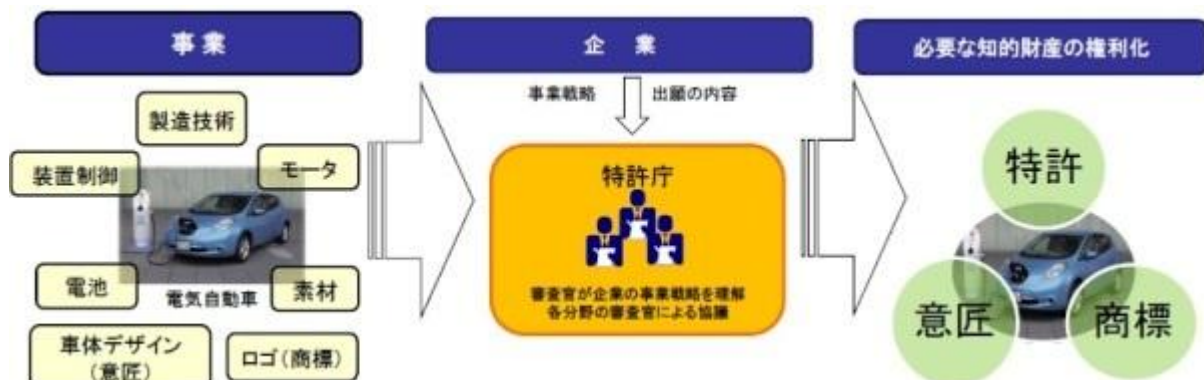 事業
企業
必要な知的財産の権利化
製造技術
装置制御
モータ
電池
電気自動車
素材
車体デザイン
(意匠)
ロゴ(商標)
事業戦略
出願の内容
特許庁
審査官が企業の事業戦略を理解
各分野の審査官による協議
特許
意匠
商標